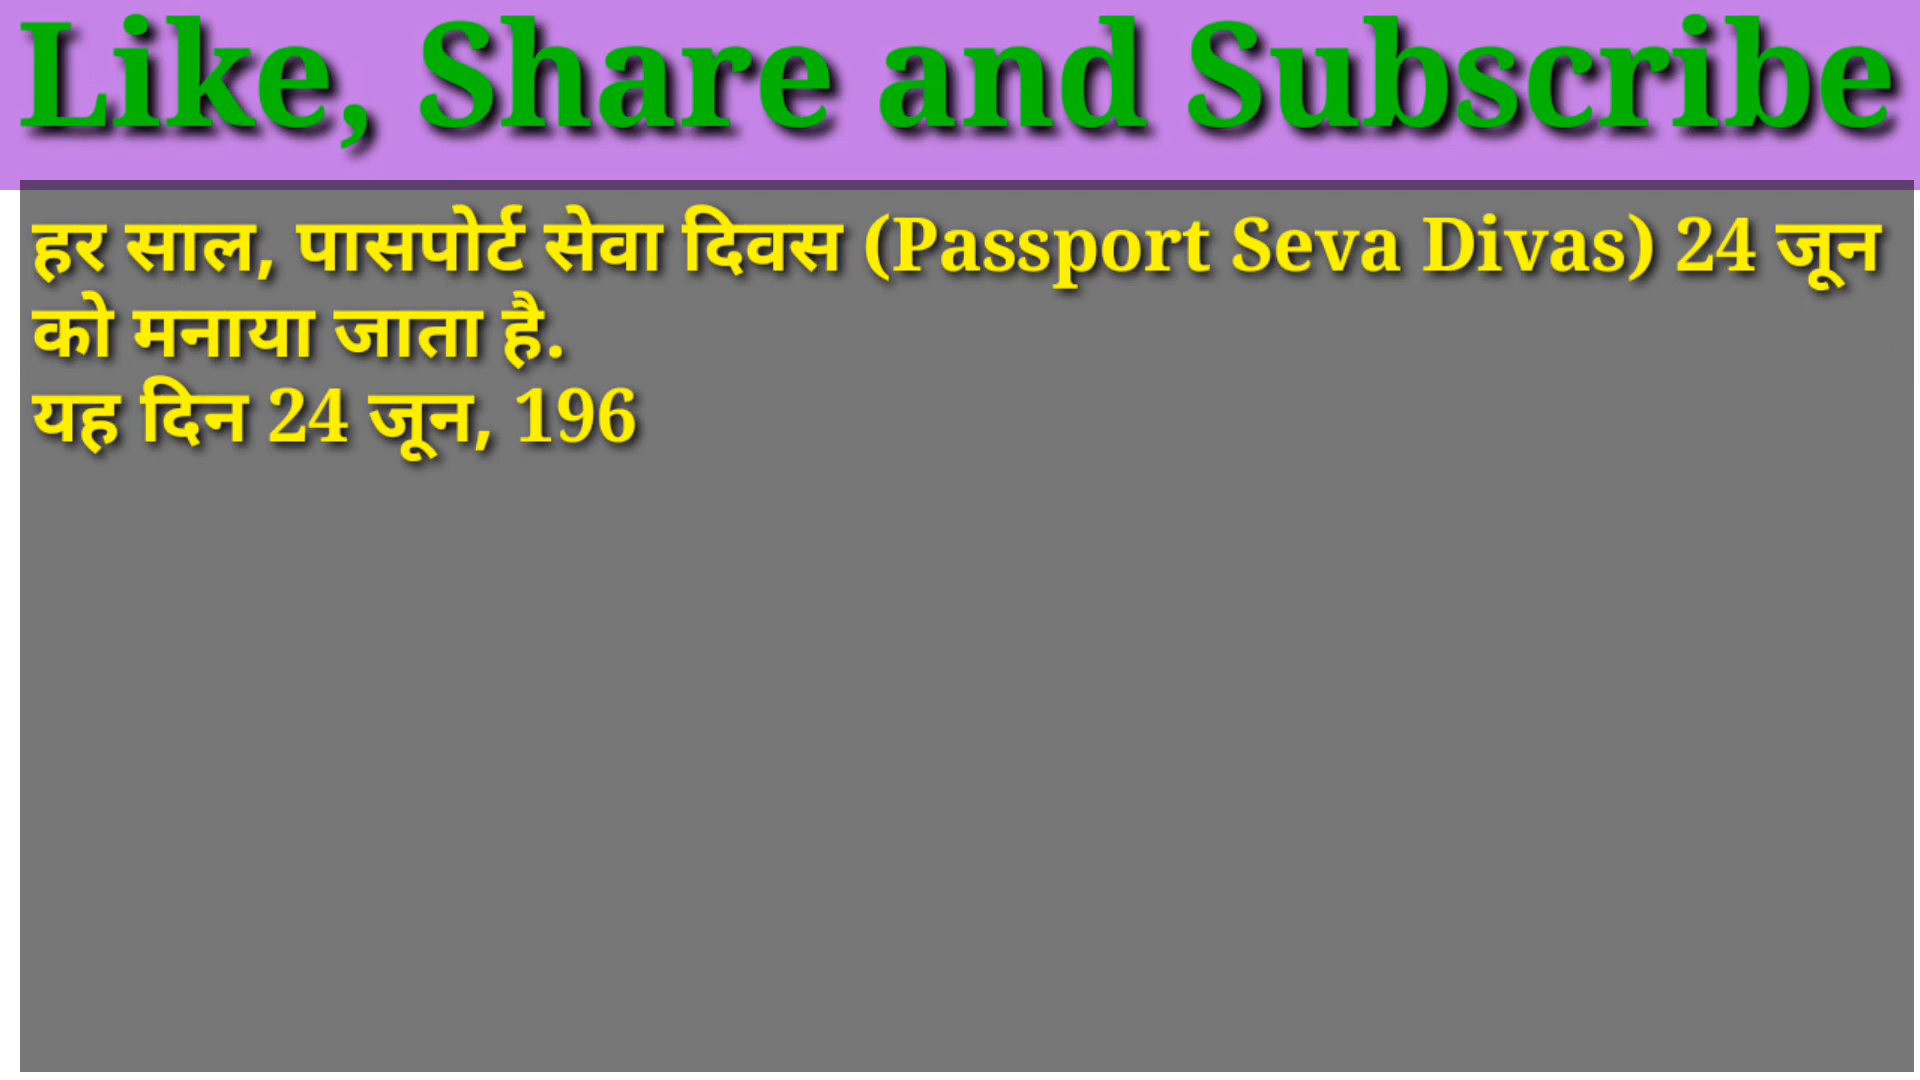 Like, Share and Subscribe
हर साल, पासपोर्ट सेवा दिवस (Passport Seva Divas) 24 जून
को मनाया जाता है.
यह दिन 24 जून, 196